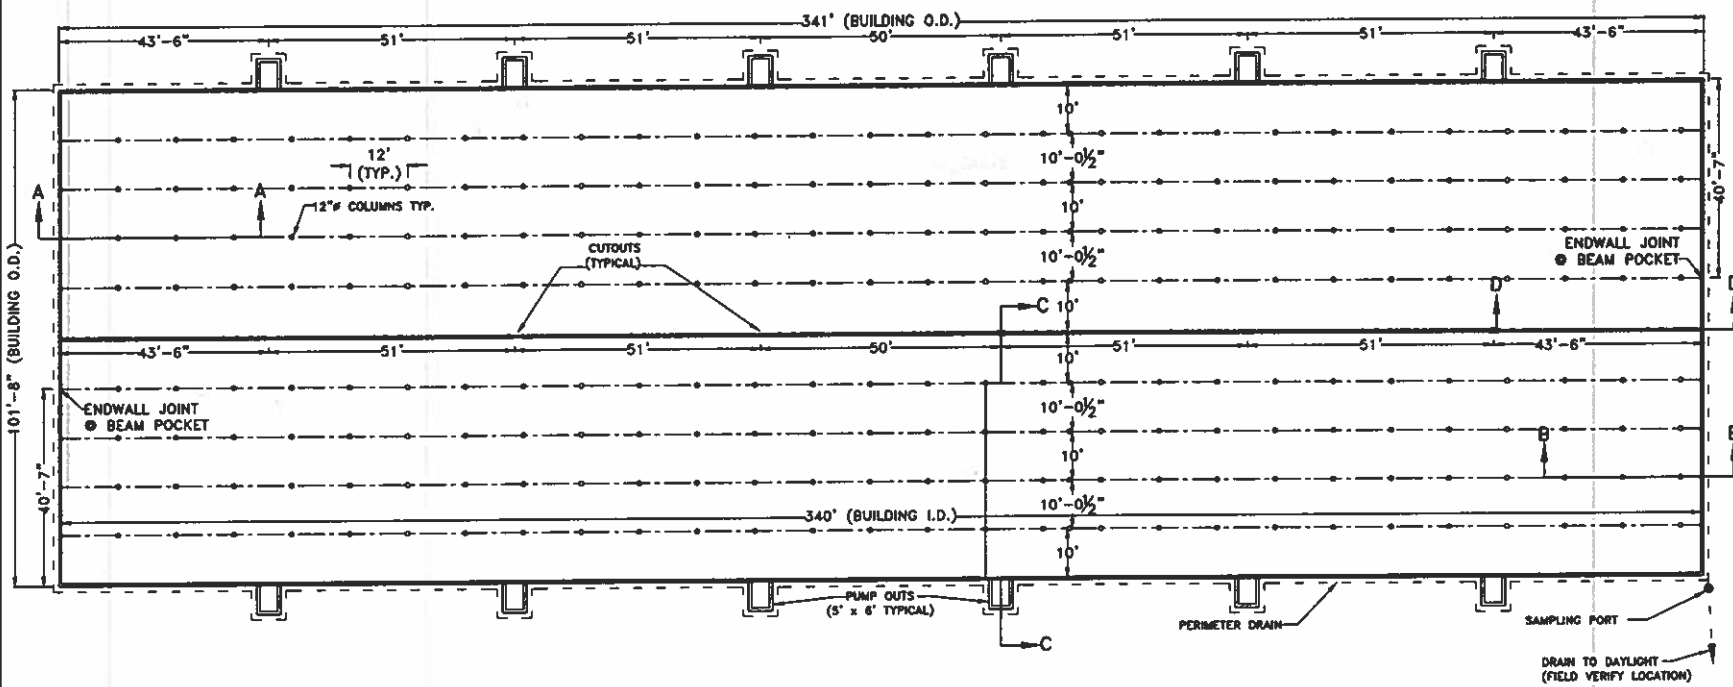 341' (BUILDING O.D.)
43'-6" 51' 51' 50' 51' 51' 43'-6"
10'
12'
(TYP.)
10'-0½"
40'-7"
A A
12"ø COLUMNS TYP.
10'
CUTOUTS
(TYPICAL)
10'-0½"
ENDWALL JOINT
@ BEAM POCKET
101'-8" (BUILDING O.D.)
C
10'
D
43'-6" 51' 51' 50' 51' 51' 43'-6"
10'
ENDWALL JOINT
@ BEAM POCKET
10'-0½"
B
10'
40'-7"
10'-0½"
340' (BUILDING I.D.)
10'
PUMP OUTS
(5' x 6' TYPICAL)
PERIMETER DRAIN
SAMPLING PORT
C
DRAIN TO DAYLIGHT
(FIELD VERIFY LOCATION)